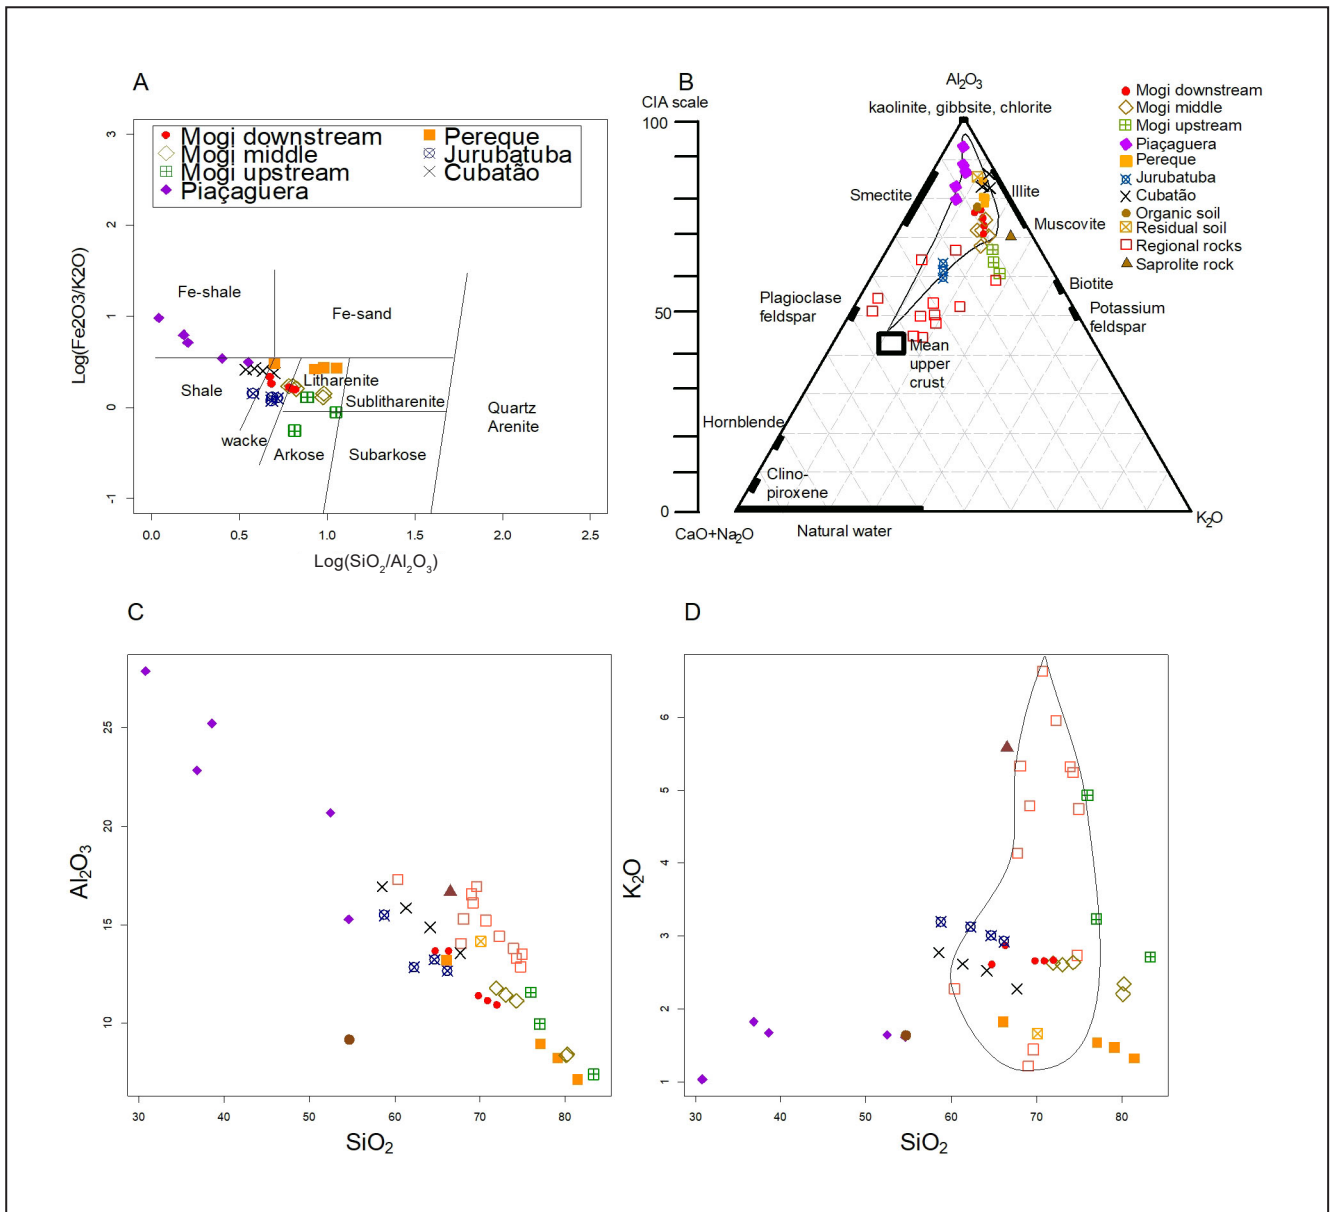 A
3
2
1
0
-1
Log(Fe2O3/K2O)
Mogi downstream
Mogi middle
Mogi upstream
Piaçaguera
Pereque
Jurubatuba
Cubatão
Fe-shale
Fe-sand
Shale
Litharenite
Sublitharenite
wacke
Arkose
Subarkose
Quartz
Arenite
0.0 0.5 1.0 1.5 2.0 2.5
Log(SiO₂/Al₂O₃)
B
Al₂O₃
kaolinite, gibbsite, chlorite
CIA scale
100
50
0
Smectite
Illite
Muscovite
Biotite
Plagioclase
feldspar
Potassium
feldspar
Mean
upper
crust
Hornblende
Clino-
piroxene
CaO+Na₂O
Natural water
K₂O
Mogi downstream
Mogi middle
Mogi upstream
Piaçaguera
Pereque
Jurubatuba
Cubatão
Organic soil
Residual soil
Regional rocks
Saprolite rock
C
25
20
15
10
Al₂O₃
30 40 50 60 70 80
SiO₂
D
6
5
4
3
2
1
K₂O
30 40 50 60 70 80
SiO₂